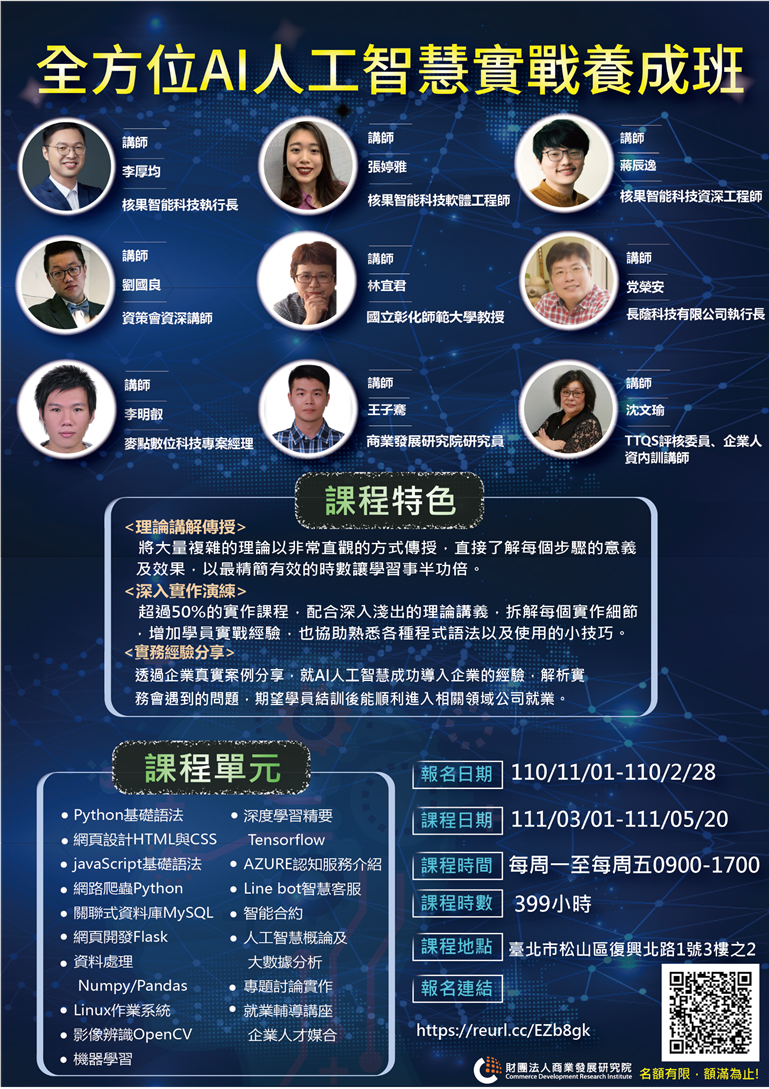 全方位AI人工智慧實戰養成班
講師
李厚均
核果智能科技執行長
講師
張婷雅
核果智能科技軟體工程師
講師
蔣辰逸
核果智能科技資深工程師
講師
劉國良
資策會資深講師
講師
林宜君
國立彰化師範大學教授
講師
党榮安
長蔭科技有限公司執行長
講師
李明叡
麥點數位科技專案經理
講師
王子騫
商業發展研究院研究員
講師
沈文瑜
TTQS評核委員、企業人
資內訓講師
課程特色
<理論講解傳授>
將大量複雜的理論以非常直觀的方式傳授，直接了解每個步驟的意義
及效果，以最精簡有效的時數讓學習事半功倍。
<深入實作演練>
超過50%的實作課程，配合深入淺出的理論講義，拆解每個實作細節
，增加學員實戰經驗，也協助熟悉各種程式語法以及使用的小技巧。
<實務經驗分享>
透過企業真實案例分享，就AI人工智慧成功導入企業的經驗，解析實
務會遇到的問題，期望學員結訓後能順利進入相關領域公司就業。
課程單元
● Python基礎語法
● 網頁設計HTML與CSS
● javaScript基礎語法
● 網路爬蟲Python
● 關聯式資料庫MySQL
● 網頁開發Flask
● 資料處理
Numpy/Pandas
● Linux作業系統
● 影像辨識OpenCV
● 機器學習
● 深度學習精要
Tensorflow
● AZURE認知服務介紹
● Line bot智慧客服
● 智能合約
● 人工智慧概論及
大數據分析
● 專題討論實作
● 就業輔導講座
企業人才媒合
報名日期 110/11/01-110/2/28
課程日期 111/03/01-111/05/20
課程時間 每周一至每周五0900-1700
課程時數 399小時
課程地點 臺北市松山區復興北路1號3樓之2
報名連結
https://reurl.cc/EZb8gk
財團法人商業發展研究院
Commerce Development Research Institute
名額有限，額滿為止!